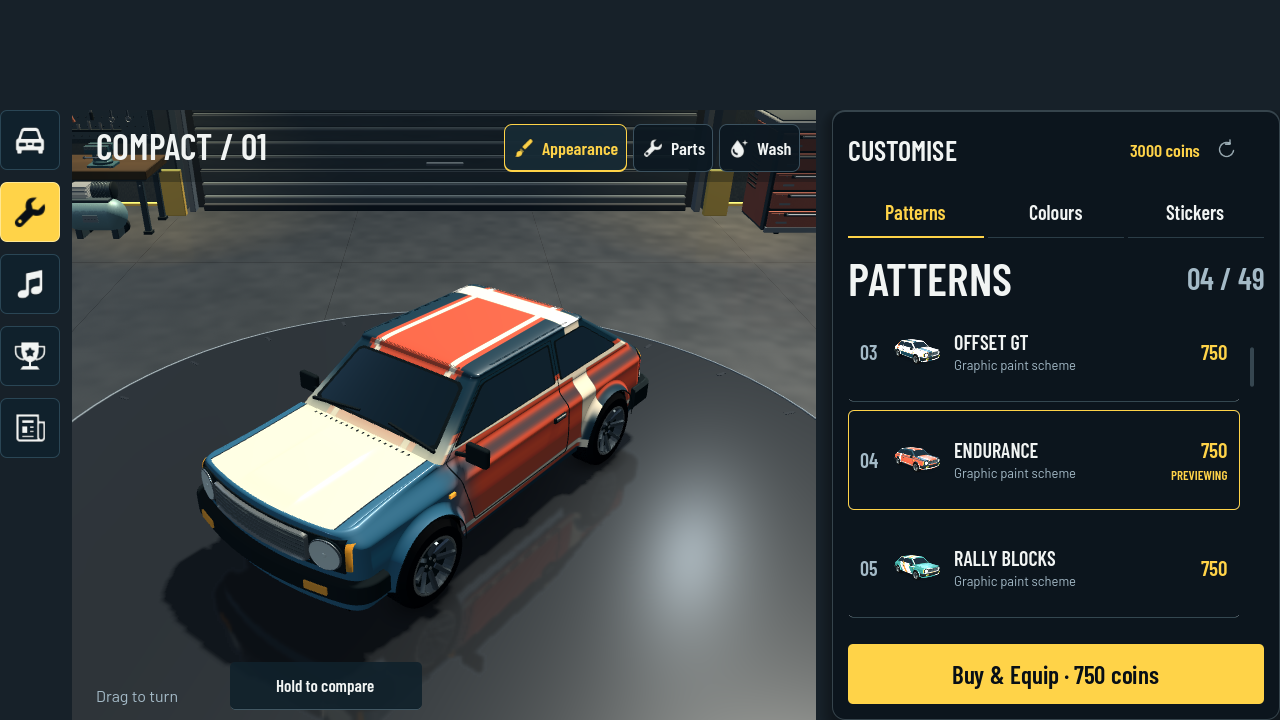 COMPACT / 01
Appearance
Parts
Wash
Drag to turn
Hold to compare
CUSTOMISE
3000 coins
Patterns
Colours
Stickers
PATTERNS
04 / 49
03
OFFSET GT
Graphic paint scheme
750
04
ENDURANCE
Graphic paint scheme
750
PREVIEWING
05
RALLY BLOCKS
Graphic paint scheme
750
Buy & Equip · 750 coins